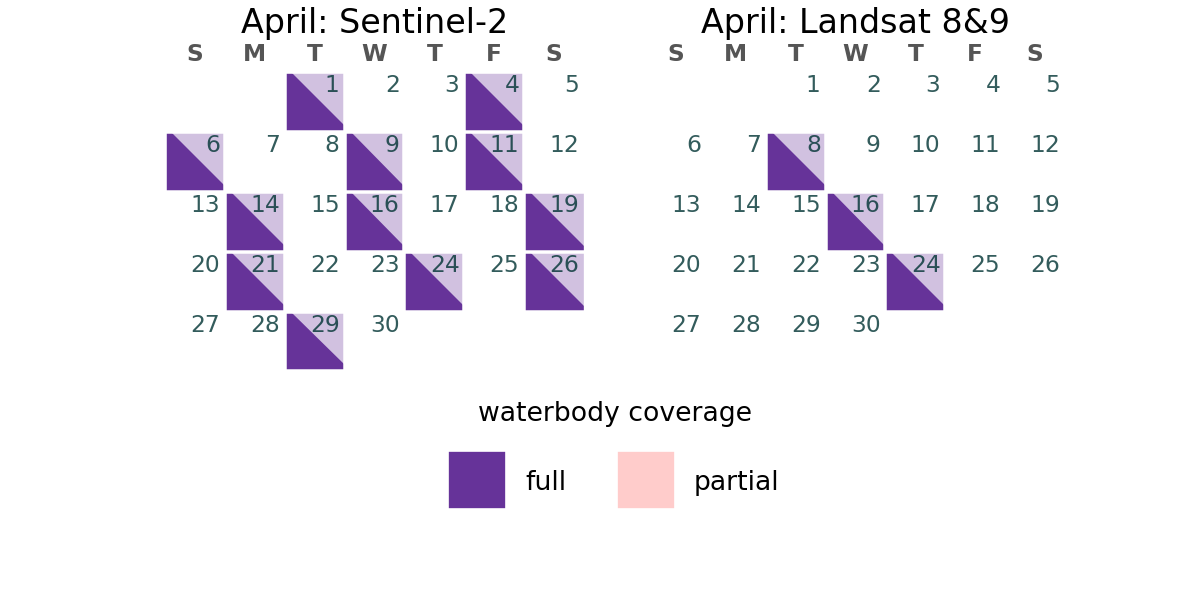 April: Sentinel-2
S M T W T F S
1 2 3 4 5
6 7 8 9 10 11 12
13 14 15 16 17 18 19
20 21 22 23 24 25 26
27 28 29 30
April: Landsat 8&9
S M T W T F S
1 2 3 4 5
6 7 8 9 10 11 12
13 14 15 16 17 18 19
20 21 22 23 24 25 26
27 28 29 30
waterbody coverage
full partial